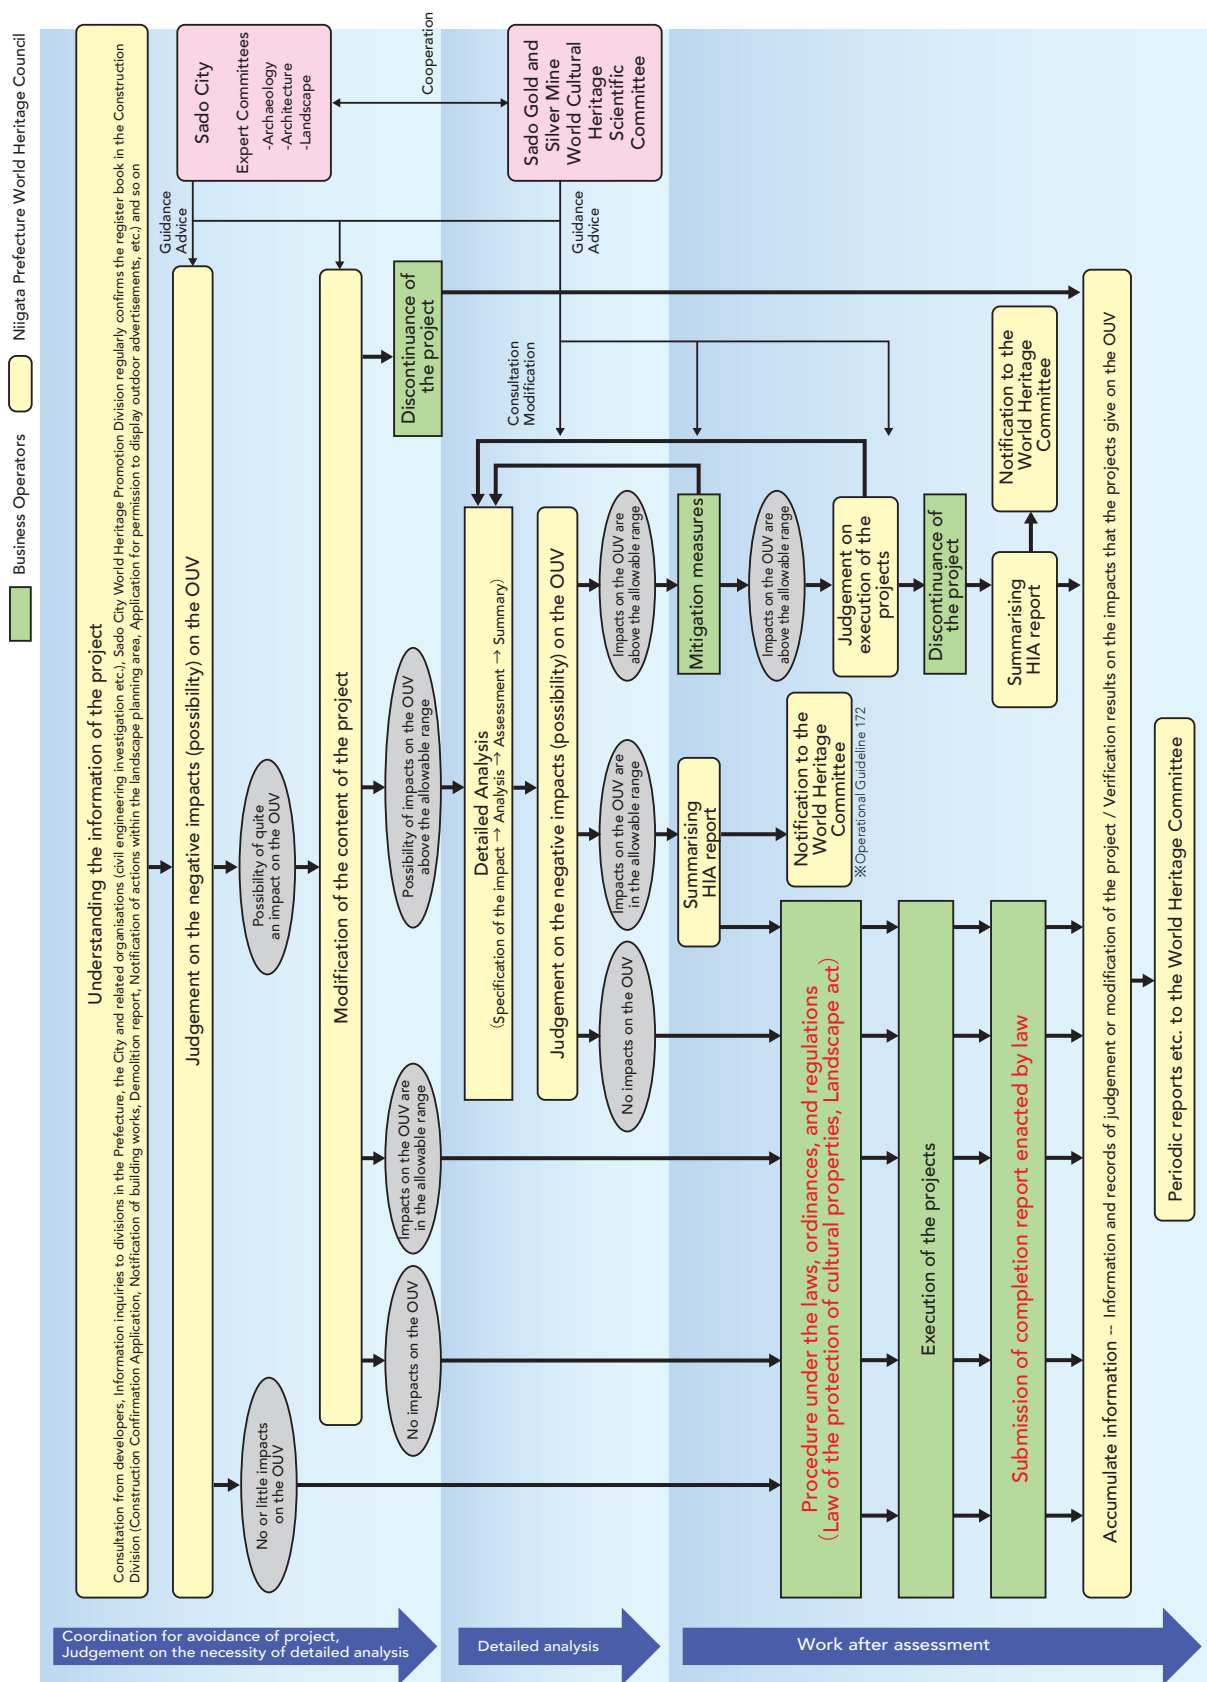 Business Operators
Niigata Prefecture World Heritage Council
Understanding the information of the project
Consultation from developers, Information inquiries to divisions in the Prefecture, the City and related organisations (civil engineering investigation etc.), Sado City World Heritage Promotion Division regularly confirms the register book in the Construction
Division (Construction Confirmation Application, Notification of building works, Demolition report, Notification of actions within the landscape planning area, Application for permission to display outdoor advertisements, etc.) and so on
Judgement on the negative impacts (possibility) on the OUV
Guidance
Advice
Sado City
Expert Committees
-Archaeology
-Architecture
-Landscape
No or little impacts
on the OUV
Possibility of quite
an impact on the OUV
Modification of the content of the project
Cooperation
No impacts on the OUV
Impacts on the OUV are
in the allowable range
Possibility of impacts on the OUV
above the allowable range
Discontinuance of
the project
Coordination for avoidance of project,
Judgement on the necessity of detailed analysis
Detailed Analysis
(Specification of the impact → Analysis → Assessment → Summary)
Consultation
Modification
Guidance
Advice
Sado Gold and
Silver Mine
World Cultural
Heritage
Scientific
Committee
Judgement on the negative impacts (possibility) on the OUV
No impacts on the OUV
Impacts on the OUV are
in the allowable range
Impacts on the OUV are
above the allowable range
Detailed analysis
Summarising
HIA report
Mitigation measures
Procedure under the laws, ordinances, and regulations
(Law of the protection of cultural properties, Landscape act)
Notification to the
World Heritage
Committee
※Operational Guideline 172
Impacts on the OUV are
above the allowable range
Judgement on
execution of the
projects
Execution of the projects
Discontinuance of
the project
Submission of completion report enacted by law
Summarising
HIA report
Notification to the
World Heritage
Committee
Accumulate information -- Information and records of judgement or modification of the project / Verification results on the impacts that the projects give on the OUV
Periodic reports etc. to the World Heritage Committee
Work after assessment